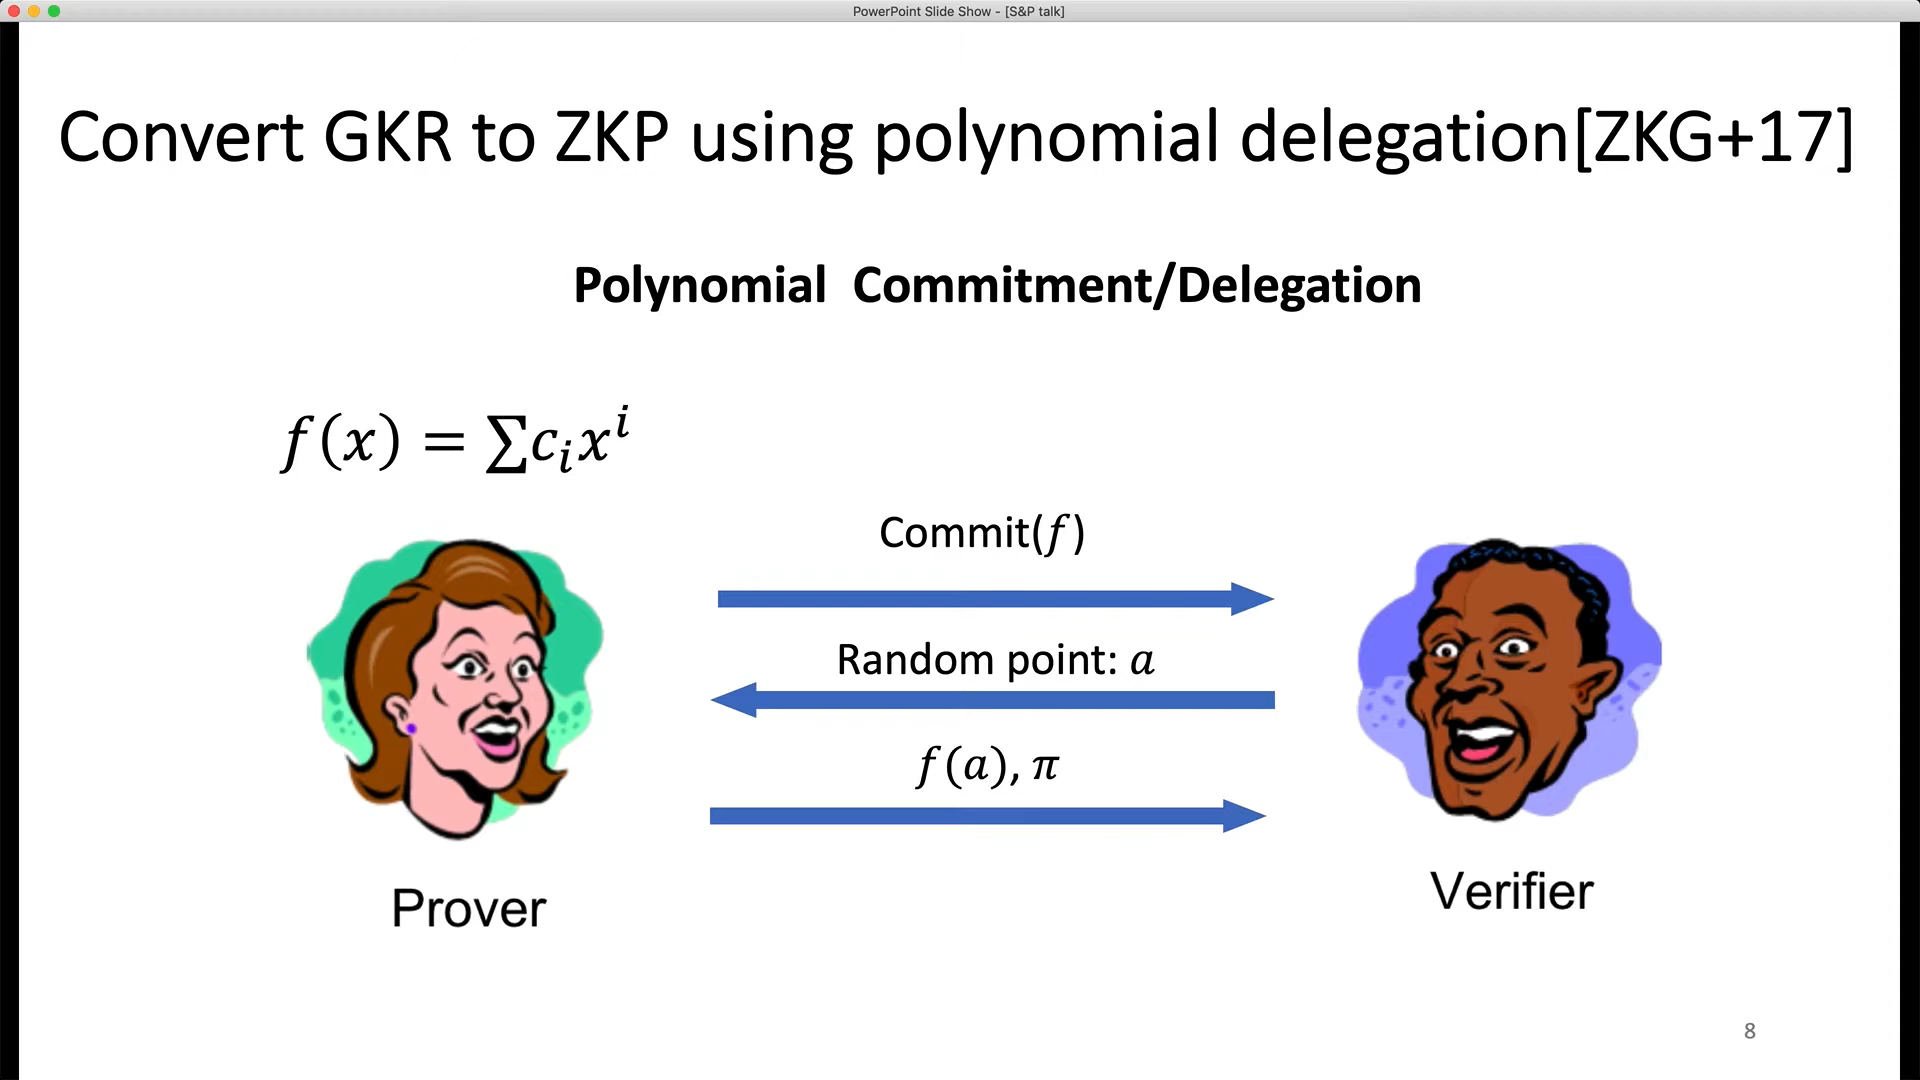 PowerPoint Slide Show - [S&P talk]
Convert GKR to ZKP using polynomial delegation[ZKG+17]
Polynomial Commitment/Delegation
f(x) = ∑cᵢxⁱ
Commit(f)
Random point: a
f(a), π
Prover
Verifier
8